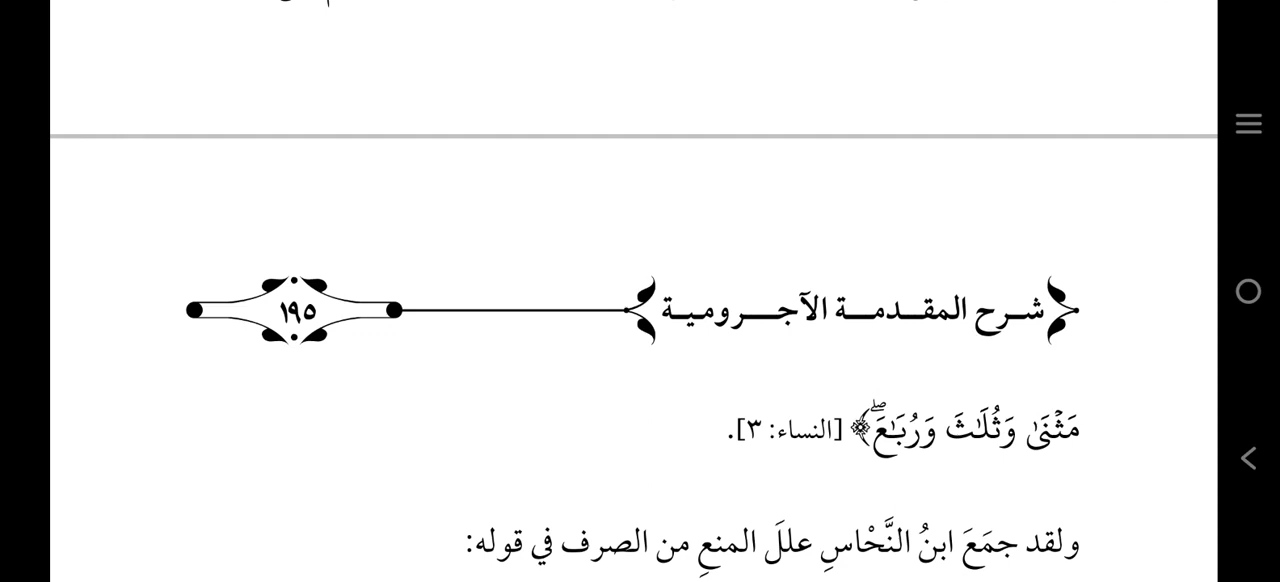 شرح المقدمة الآجرومية
١٩٥
مَثْنَىٰ وَثُلَٰثَ وَرُبَٰعَۖ﴾ [النساء: ٣].
ولقد جمَعَ ابنُ النَّحْاسِ عللَ المنعِ من الصرف في قوله: